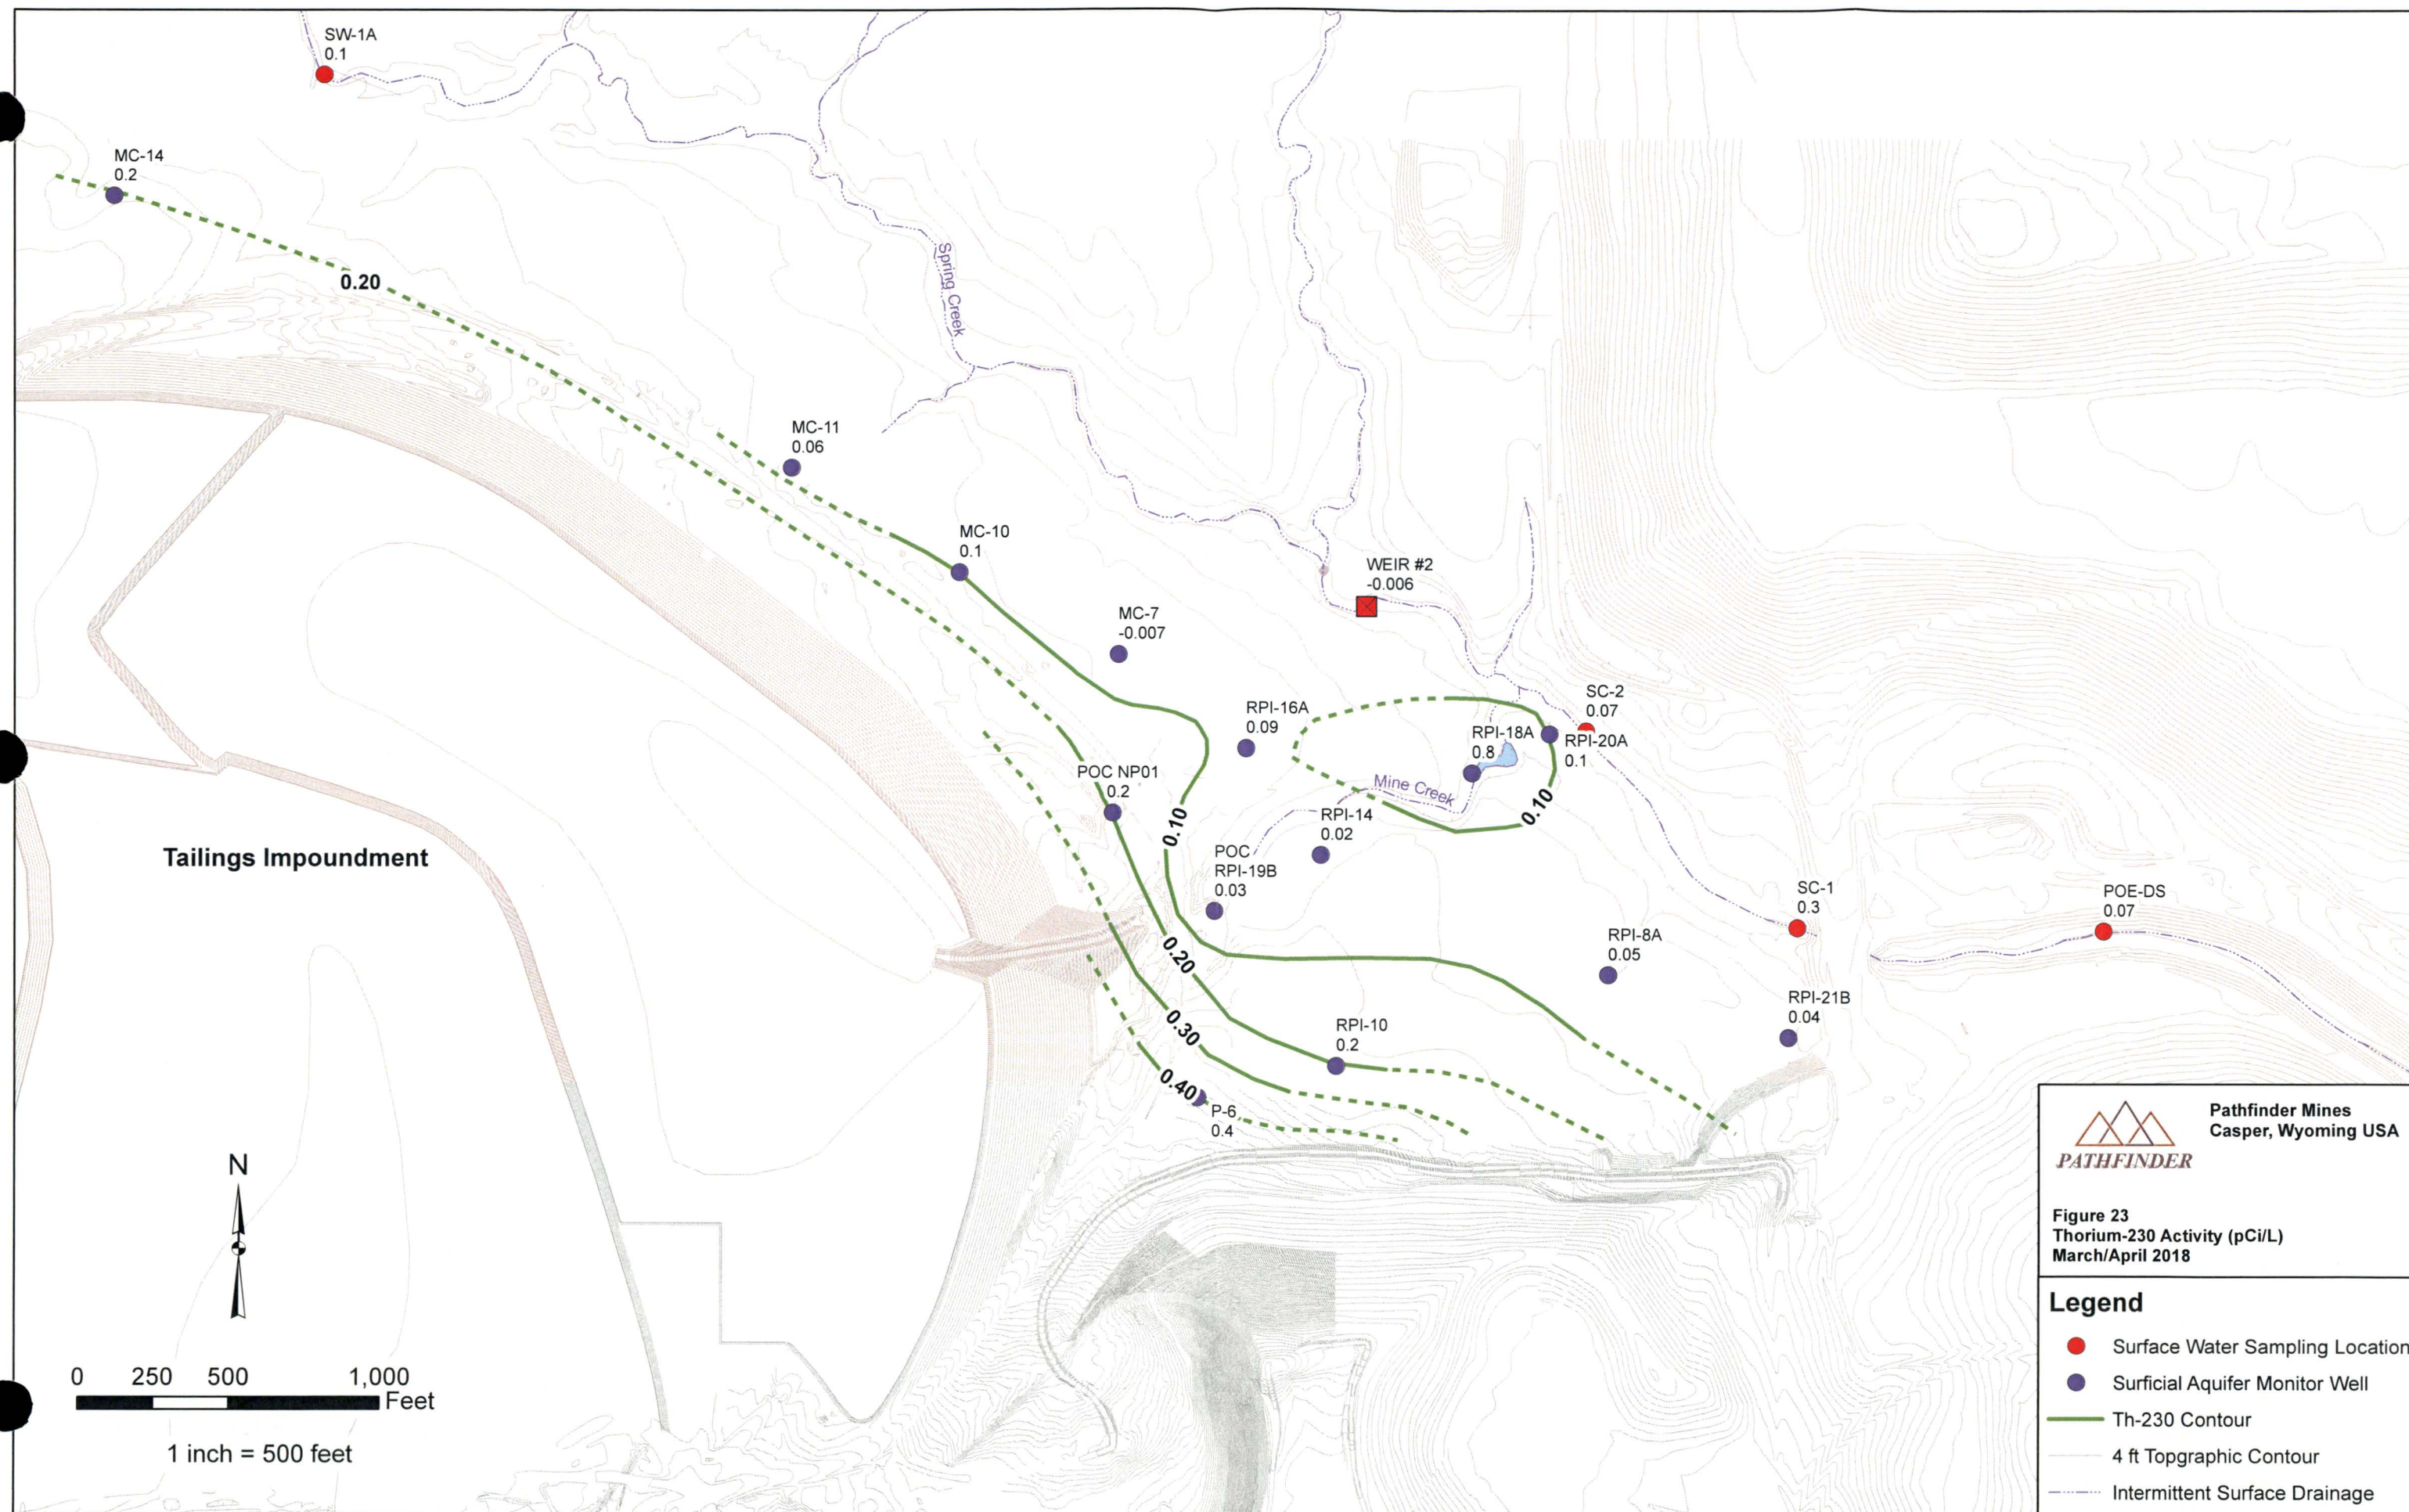 SW-1A
0.1
MC-14
0.2
0.20
Spring Creek
MC-11
0.06
MC-10
0.1
WEIR #2
-0.006
MC-7
-0.007
SC-2
0.07
RPI-16A
0.09
RPI-18A
0.8
RPI-20A
0.1
POC NP01
0.2
Mine Creek
0.10
0.10
RPI-14
0.02
POC
RPI-19B
0.03
Tailings Impoundment
SC-1
0.3
POE-DS
0.07
RPI-8A
0.05
0.20
RPI-21B
0.04
0.30
RPI-10
0.2
0.40
P-6
0.4
N
0 250 500 1,000
Feet
1 inch = 500 feet
PATHFINDER
Pathfinder Mines
Casper, Wyoming USA
Figure 23
Thorium-230 Activity (pCi/L)
March/April 2018
Legend
Surface Water Sampling Location
Surficial Aquifer Monitor Well
Th-230 Contour
4 ft Topgraphic Contour
Intermittent Surface Drainage